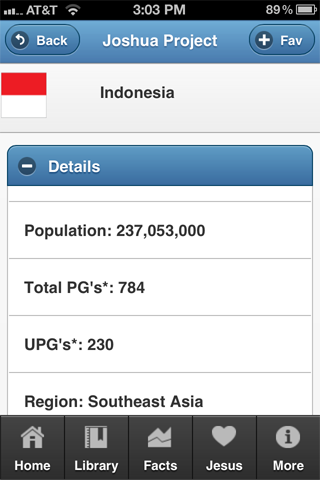 AT&T 3:03 PM 89%
Back Joshua Project Fav
Indonesia
Details
Population: 237,053,000
Total PG's*: 784
UPG's*: 230
Region: Southeast Asia
Home Library Facts Jesus More